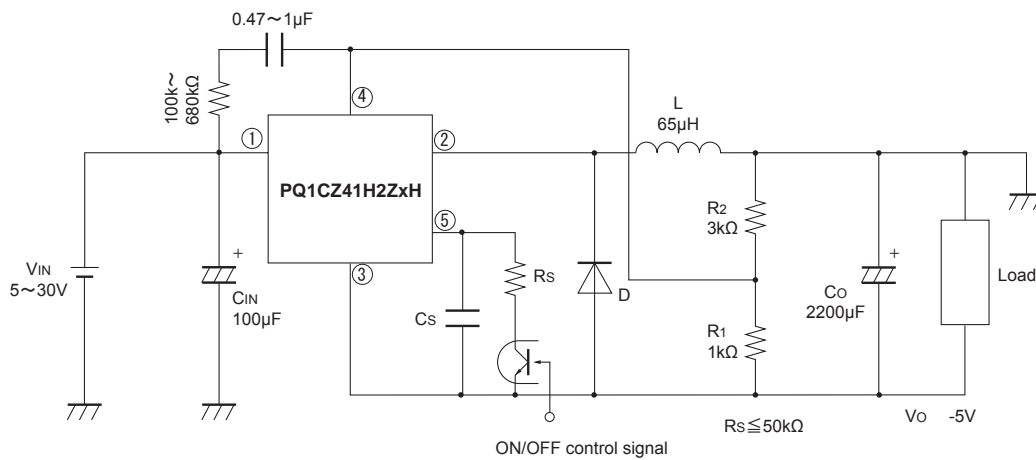 0.47～1μF
100k～
680kΩ
④
L
65μH
①
②
PQ1CZ41H2ZxH
R2
3kΩ
⑤
③
VIN
5～30V
+
CIN
100μF
RS
CS
D
R1
1kΩ
+
CO
2200μF
Load
RS≦50kΩ
VO -5V
ON/OFF control signal